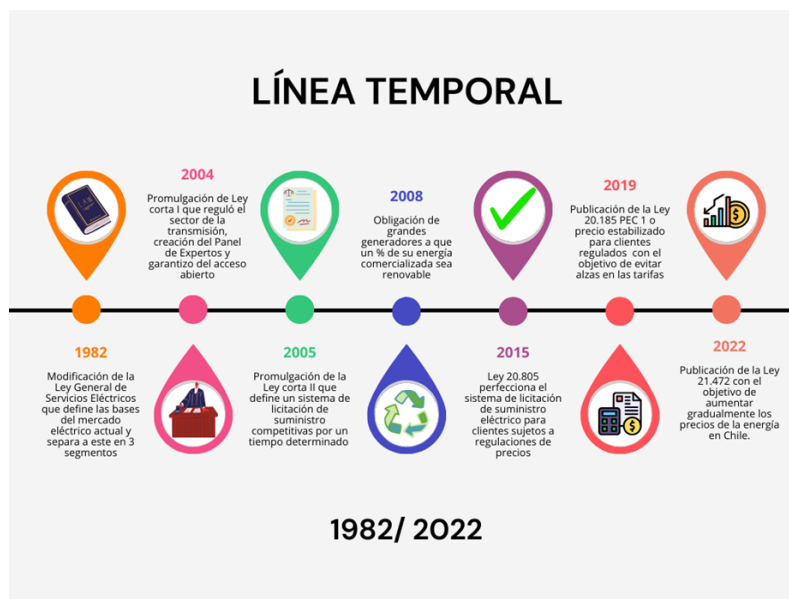 LÍNEA TEMPORAL
1982
Modificación de la
Ley General de
Servicios Eléctricos
que define las bases
del mercado
eléctrico actual y
separa a este en 3
segmentos
2004
Promulgación de Ley
corta I que reguló el
sector de la
transmisión,
creación del Panel
de Expertos y
garantizo del acceso
abierto
2005
Promulgación de la
Ley corta II que
define un sistema de
licitación de
suministro
competitivas por un
tiempo determinado
2008
Obligación de
grandes
generadores a que
un % de su energía
comercializada sea
renovable
2015
Ley 20.805
perfecciona el
sistema de licitación
de suministro
eléctrico para
clientes sujetos a
regulaciones de
precios
2019
Publicación de la Ley
20.185 PEC 1 o
precio estabilizado
para clientes
regulados con el
objetivo de evitar
alzas en las tarifas
2022
Publicación de la Ley
21.472 con el
objetivo de
aumentar
gradualmente los
precios de la energía
en Chile.
1982/ 2022